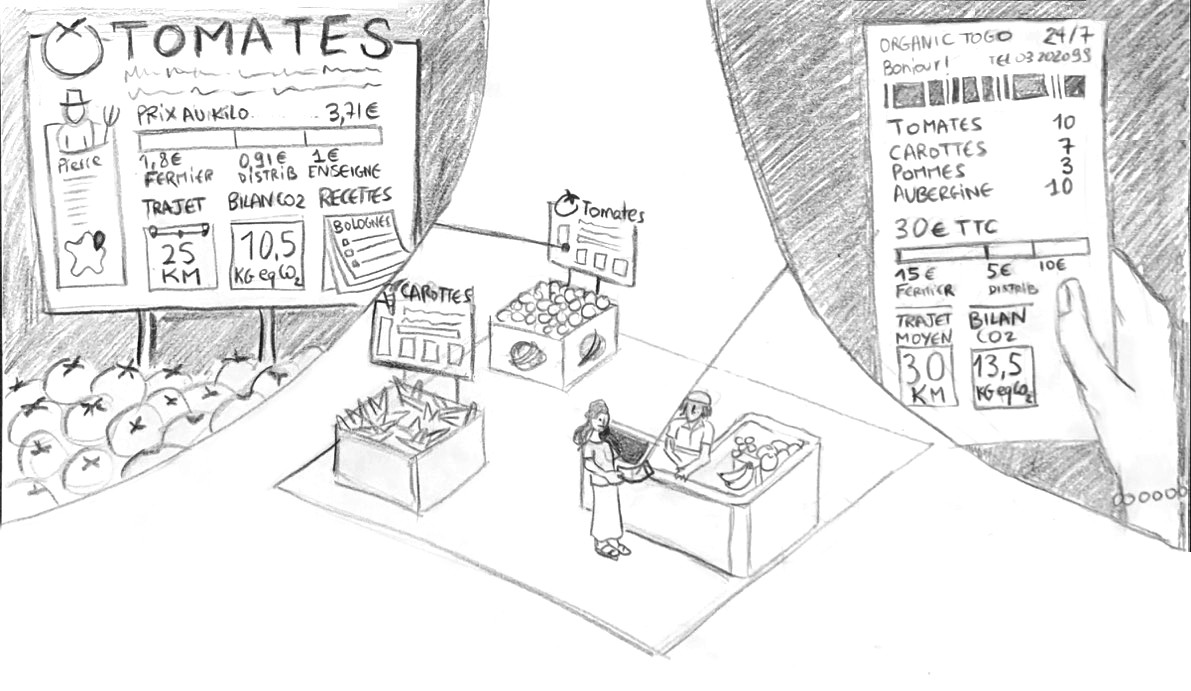 TOMATES
PRIX AU KILO 3,71€
Pierre
1,8€ 0,91€ 1€
FERMIER DISTRIB ENSEIGNE
TRAJET BILAN CO2 RECETTES
25 KM
10,5 KG eq CO2
BOLOGNES
Tomates
CAROTTES
ORGANIC TOGO 24/7
Bonjour! TEL 03 202099
TOMATES 10
CAROTTES 7
POMMES 3
AUBERGINE 10
30€ TTC
15€ 5€ 10€
FERMIER DISTRIB
TRAJET MOYEN
BILAN CO2
30 KM
13,5 KG eq CO2